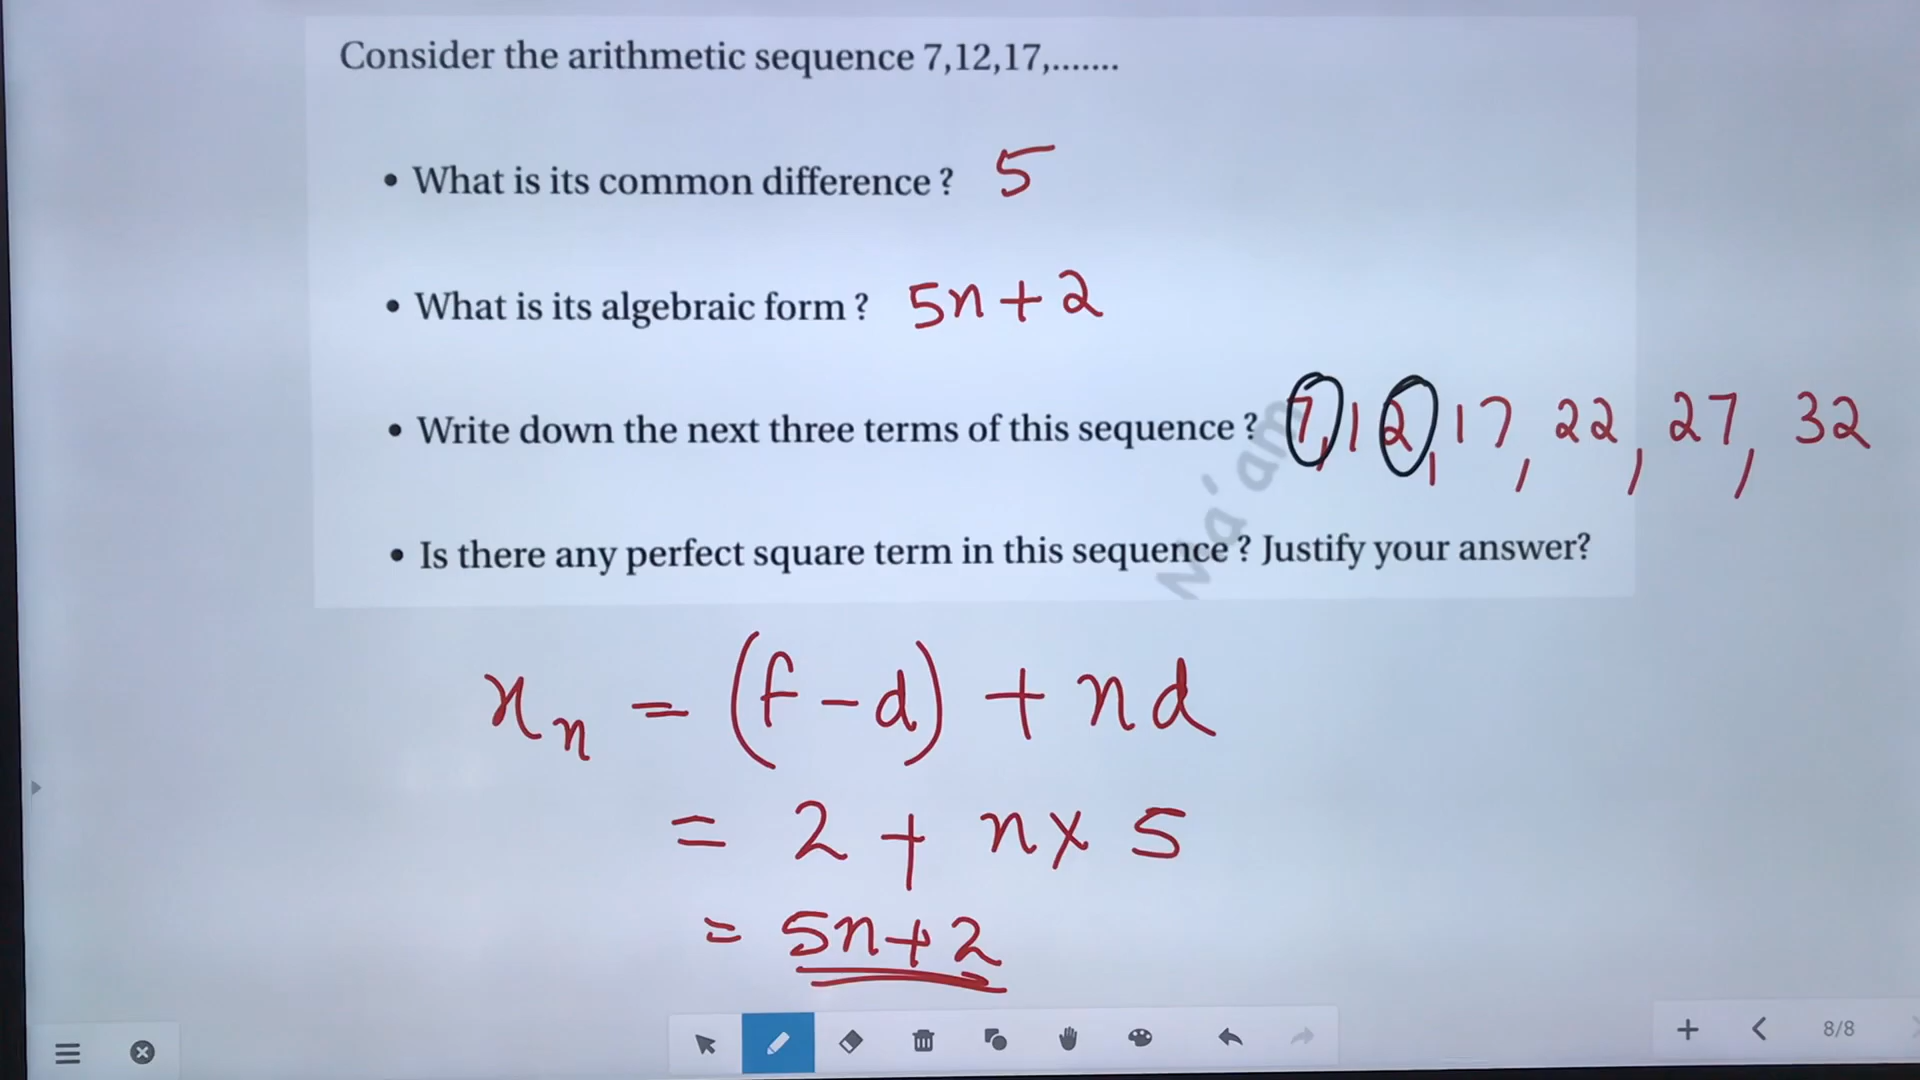 Consider the arithmetic sequence 7,12,17,.......
• What is its common difference ? 5
• What is its algebraic form ? 5n+2
• Write down the next three terms of this sequence ? 7, 12, 17, 22, 27, 32
Ma'am
• Is there any perfect square term in this sequence ? Justify your answer?
xn = (f-d) + nd
= 2 + n× 5
= 5n+2
8/8